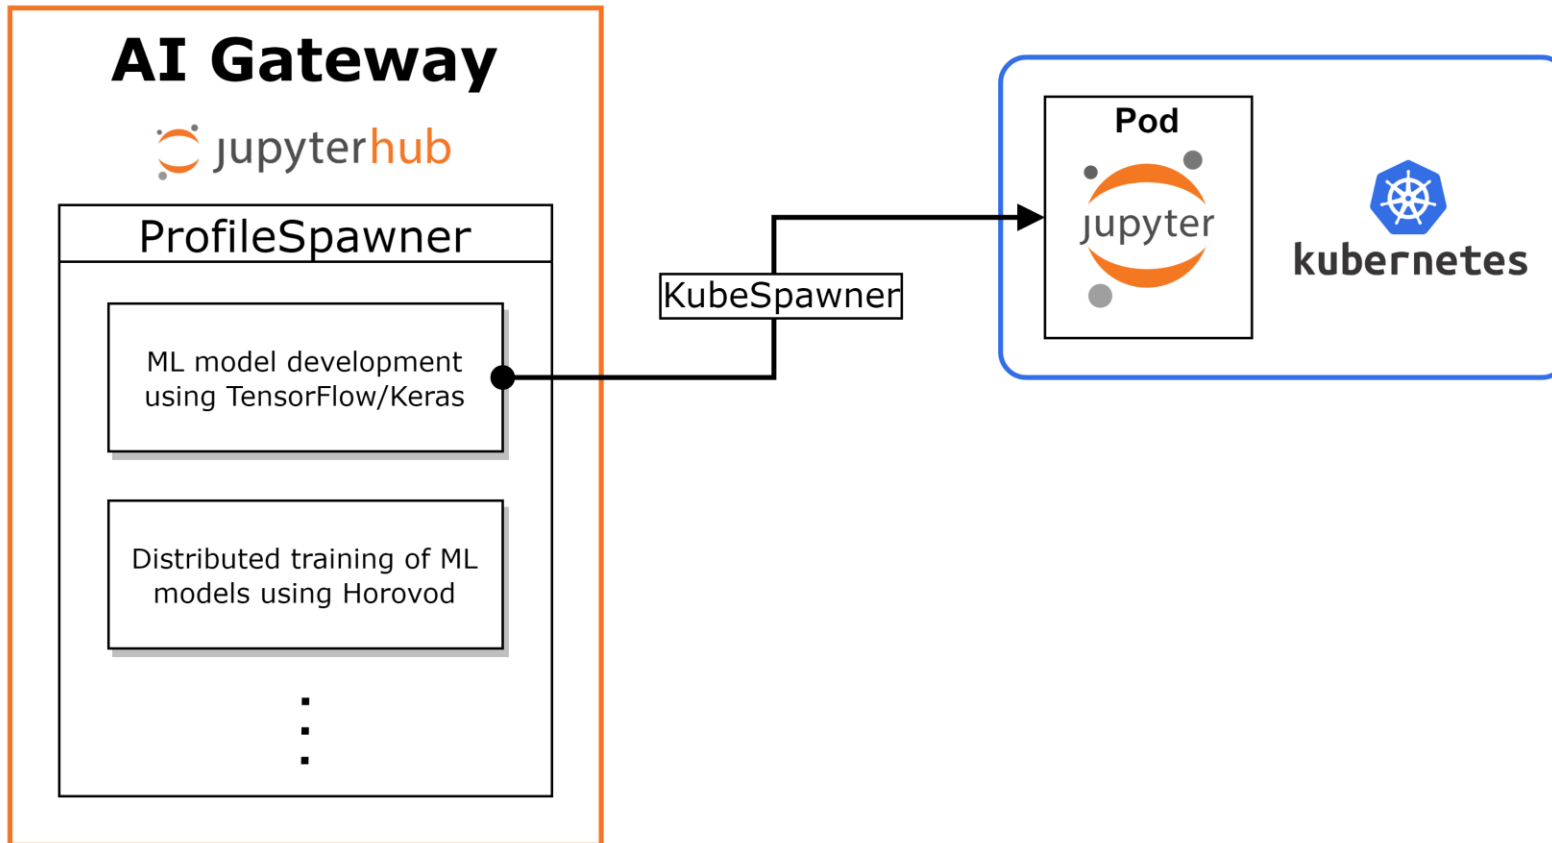 AI Gateway
jupyterhub
ProfileSpawner
ML model development
using TensorFlow/Keras
Distributed training of ML
models using Horovod
KubeSpawner
Pod
jupyter
kubernetes